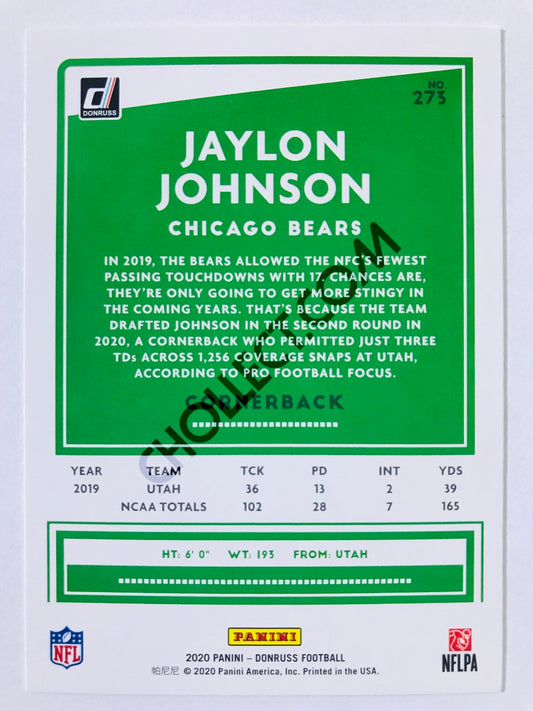 DONRUSS
NO.
273
JAYLON
JOHNSON
CHICAGO BEARS
IN 2019, THE BEARS ALLOWED THE NFC'S FEWEST
PASSING TOUCHDOWNS WITH 17. CHANCES ARE,
THEY'RE ONLY GOING TO GET MORE STINGY IN
THE COMING YEARS. THAT'S BECAUSE THE TEAM
DRAFTED JOHNSON IN THE SECOND ROUND IN
2020, A CORNERBACK WHO PERMITTED JUST THREE
TDs ACROSS 1,256 COVERAGE SNAPS AT UTAH,
ACCORDING TO PRO FOOTBALL FOCUS.
CORNERBACK
CHOLLECT.COM
YEAR TEAM TCK PD INT YDS
2019 UTAH 36 13 2 39
NCAA TOTALS 102 28 7 165
HT: 6' 0" WT: 193 FROM: UTAH
NFL
PANINI
NFLPA
2020 PANINI – DONRUSS FOOTBALL
帕尼尼 © 2020 Panini America, Inc. Printed in the USA.